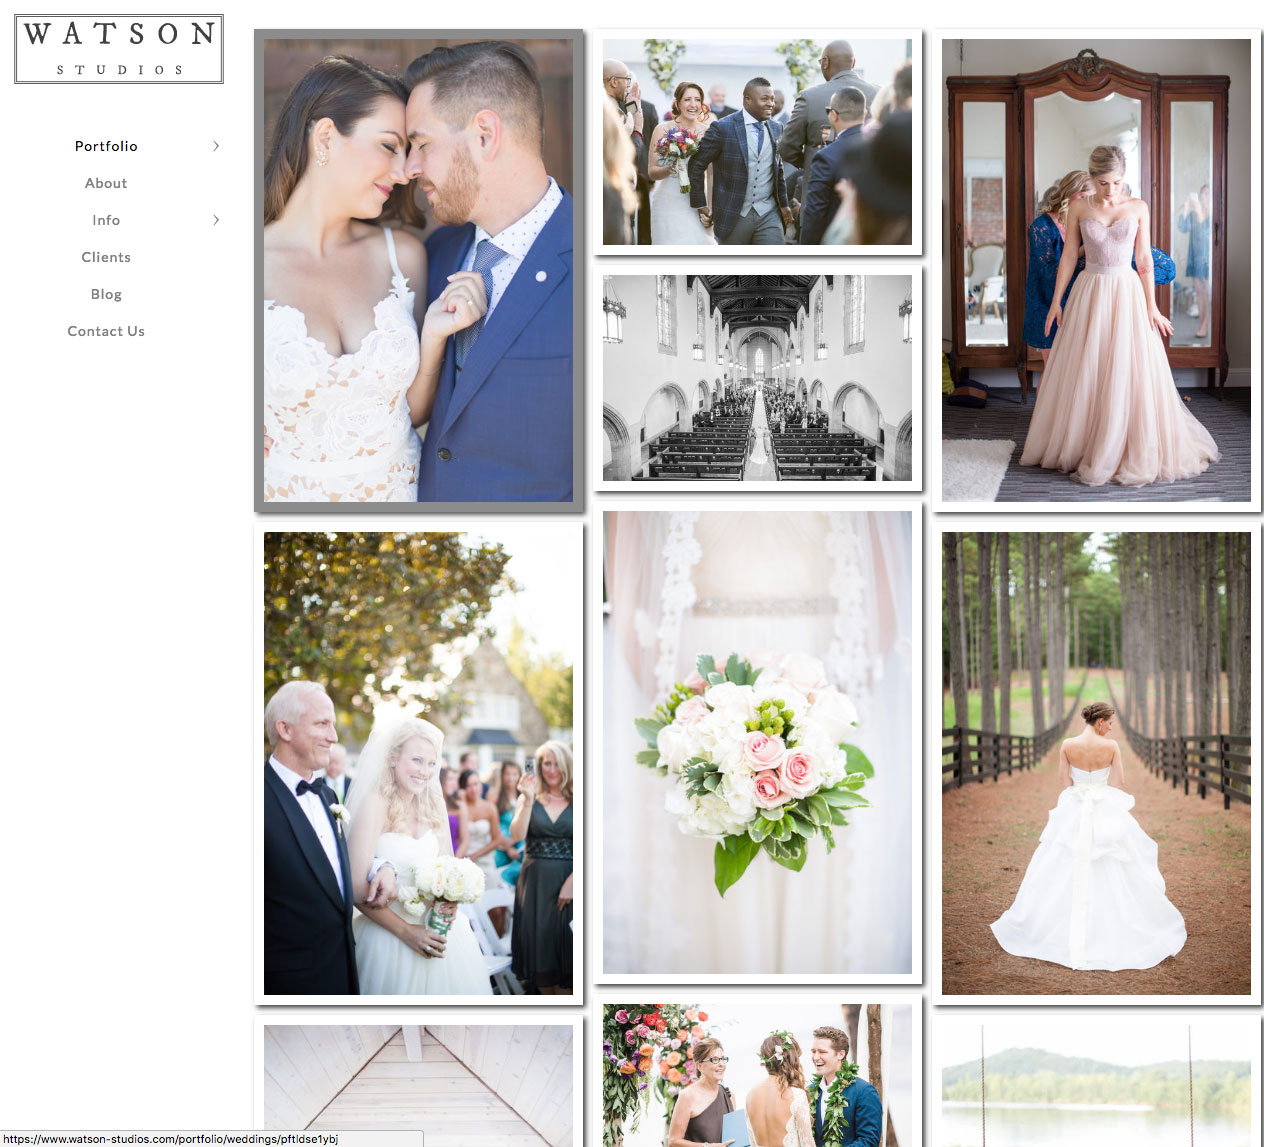 WATSON
STUDIOS
Portfolio
About
Info
Clients
Blog
Contact Us
https://www.watson-studios.com/portfolio/weddings/pftldse1ybj